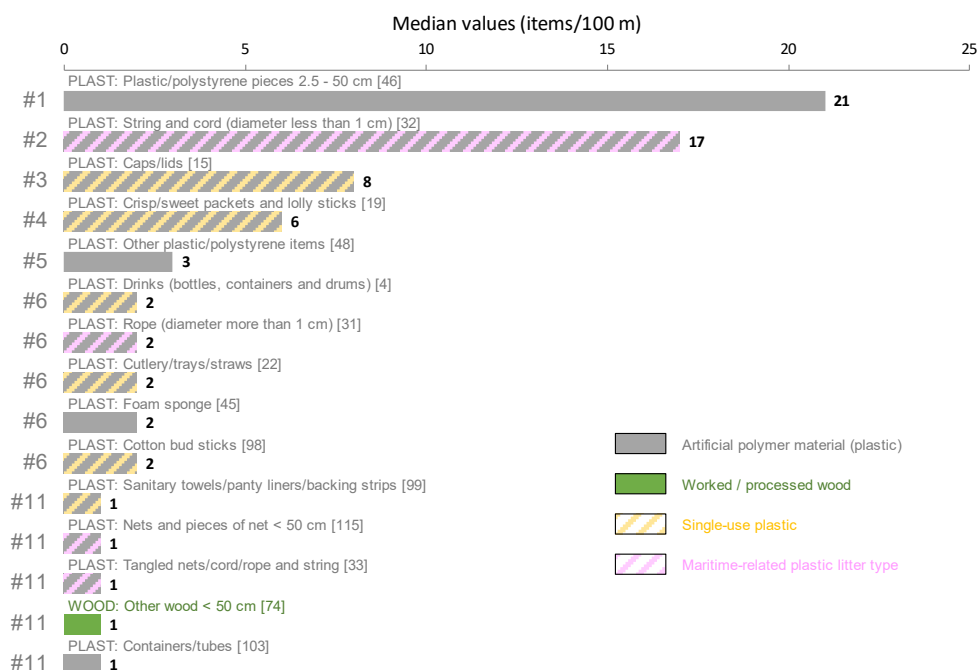 Median values (items/100 m)
0 5 10 15 20 25
PLAST: Plastic/polystyrene pieces 2.5 - 50 cm [46]
#1 21
PLAST: String and cord (diameter less than 1 cm) [32]
#2 17
PLAST: Caps/lids [15]
#3 8
PLAST: Crisp/sweet packets and lolly sticks [19]
#4 6
PLAST: Other plastic/polystyrene items [48]
#5 3
PLAST: Drinks (bottles, containers and drums) [4]
#6 2
PLAST: Rope (diameter more than 1 cm) [31]
#6 2
PLAST: Cutlery/trays/straws [22]
#6 2
PLAST: Foam sponge [45]
#6 2
PLAST: Cotton bud sticks [98]
#6 2
PLAST: Sanitary towels/panty liners/backing strips [99]
#11 1
PLAST: Nets and pieces of net < 50 cm [115]
#11 1
PLAST: Tangled nets/cord/rope and string [33]
#11 1
WOOD: Other wood < 50 cm [74]
#11 1
PLAST: Containers/tubes [103]
#11 1
Artificial polymer material (plastic)
Worked / processed wood
Single-use plastic
Maritime-related plastic litter type